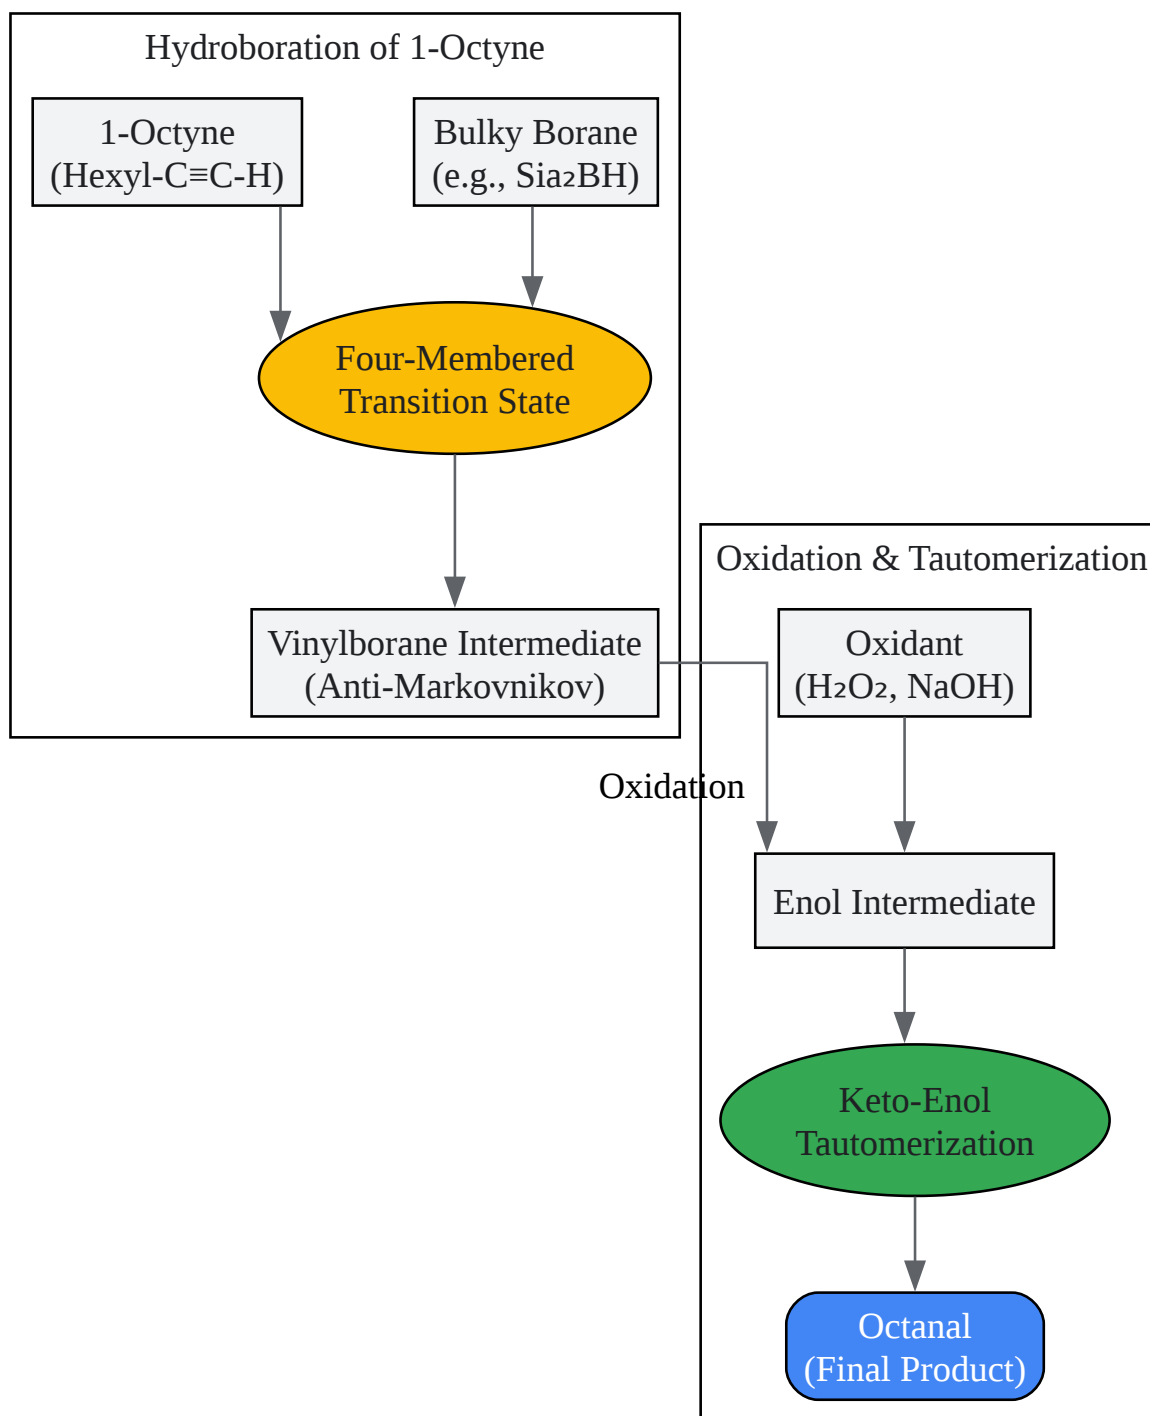 Hydroboration of 1-Octyne
1-Octyne
(Hexyl-C≡C-H)
Bulky Borane
(e.g., Sia₂BH)
Four-Membered
Transition State
Vinylborane Intermediate
(Anti-Markovnikov)
Oxidation & Tautomerization
Oxidant
(H₂O₂, NaOH)
Oxidation
Enol Intermediate
Keto-Enol
Tautomerization
Octanal
(Final Product)